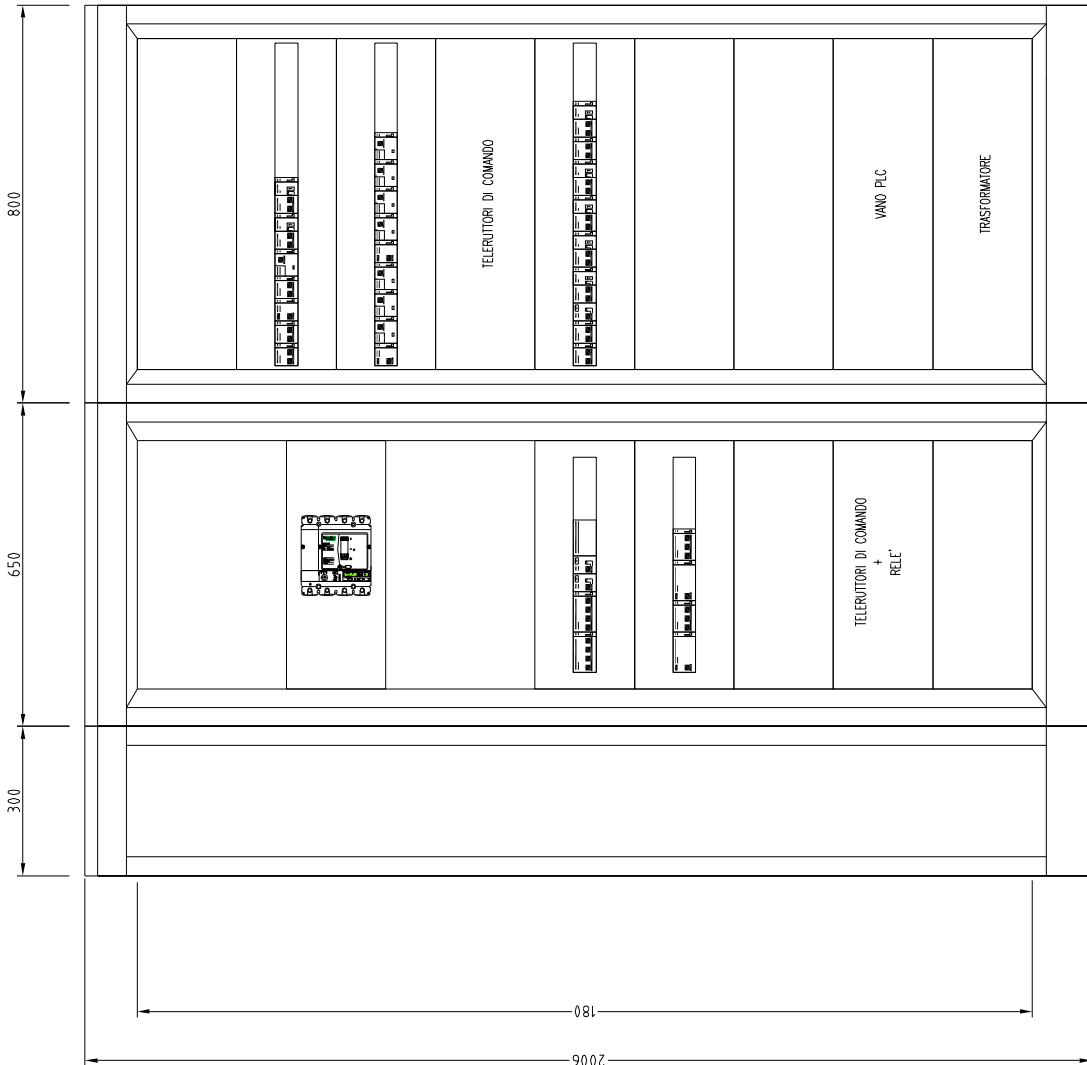 800
650
300
TELERUTTORI DI COMANDO
VANO PLC
TRASFORMATORE
TELERUTTORI DI COMANDO
+
RELE'
180
2006